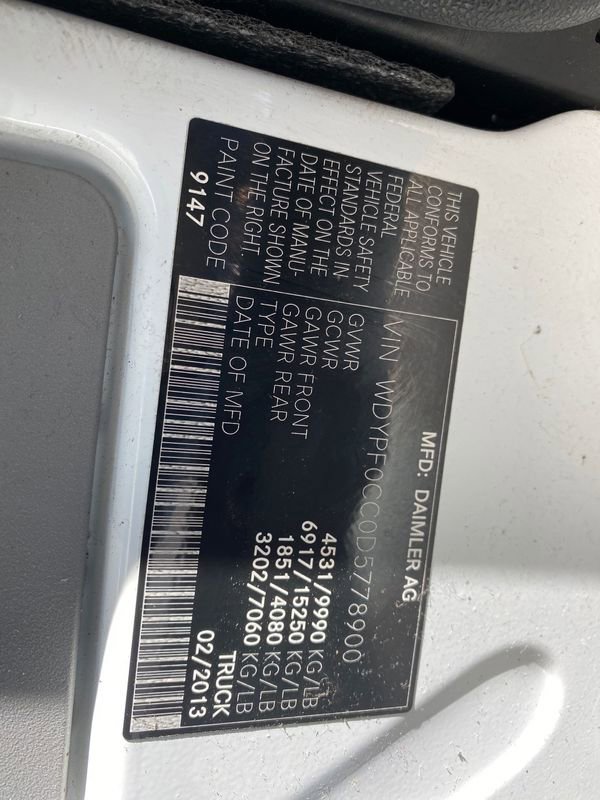 THIS VEHICLE
CONFORMS TO
ALL APPLICABLE
FEDERAL
VEHICLE SAFETY
STANDARDS IN-
EFFECT ON THE
DATE OF MANU-
FACTURE SHOWN
ON THE RIGHT.
PAINT CODE
9147
MFD: DAIMLER AG
VIN WDYPF0CC0D5778900
GVWR 4531/9990 KG/LB
GCWR 6917/15250 KG/LB
GAWR FRONT 1851/4080 KG/LB
GAWR REAR 3202/7060 KG/LB
TYPE TRUCK
DATE OF MFD 02/2013